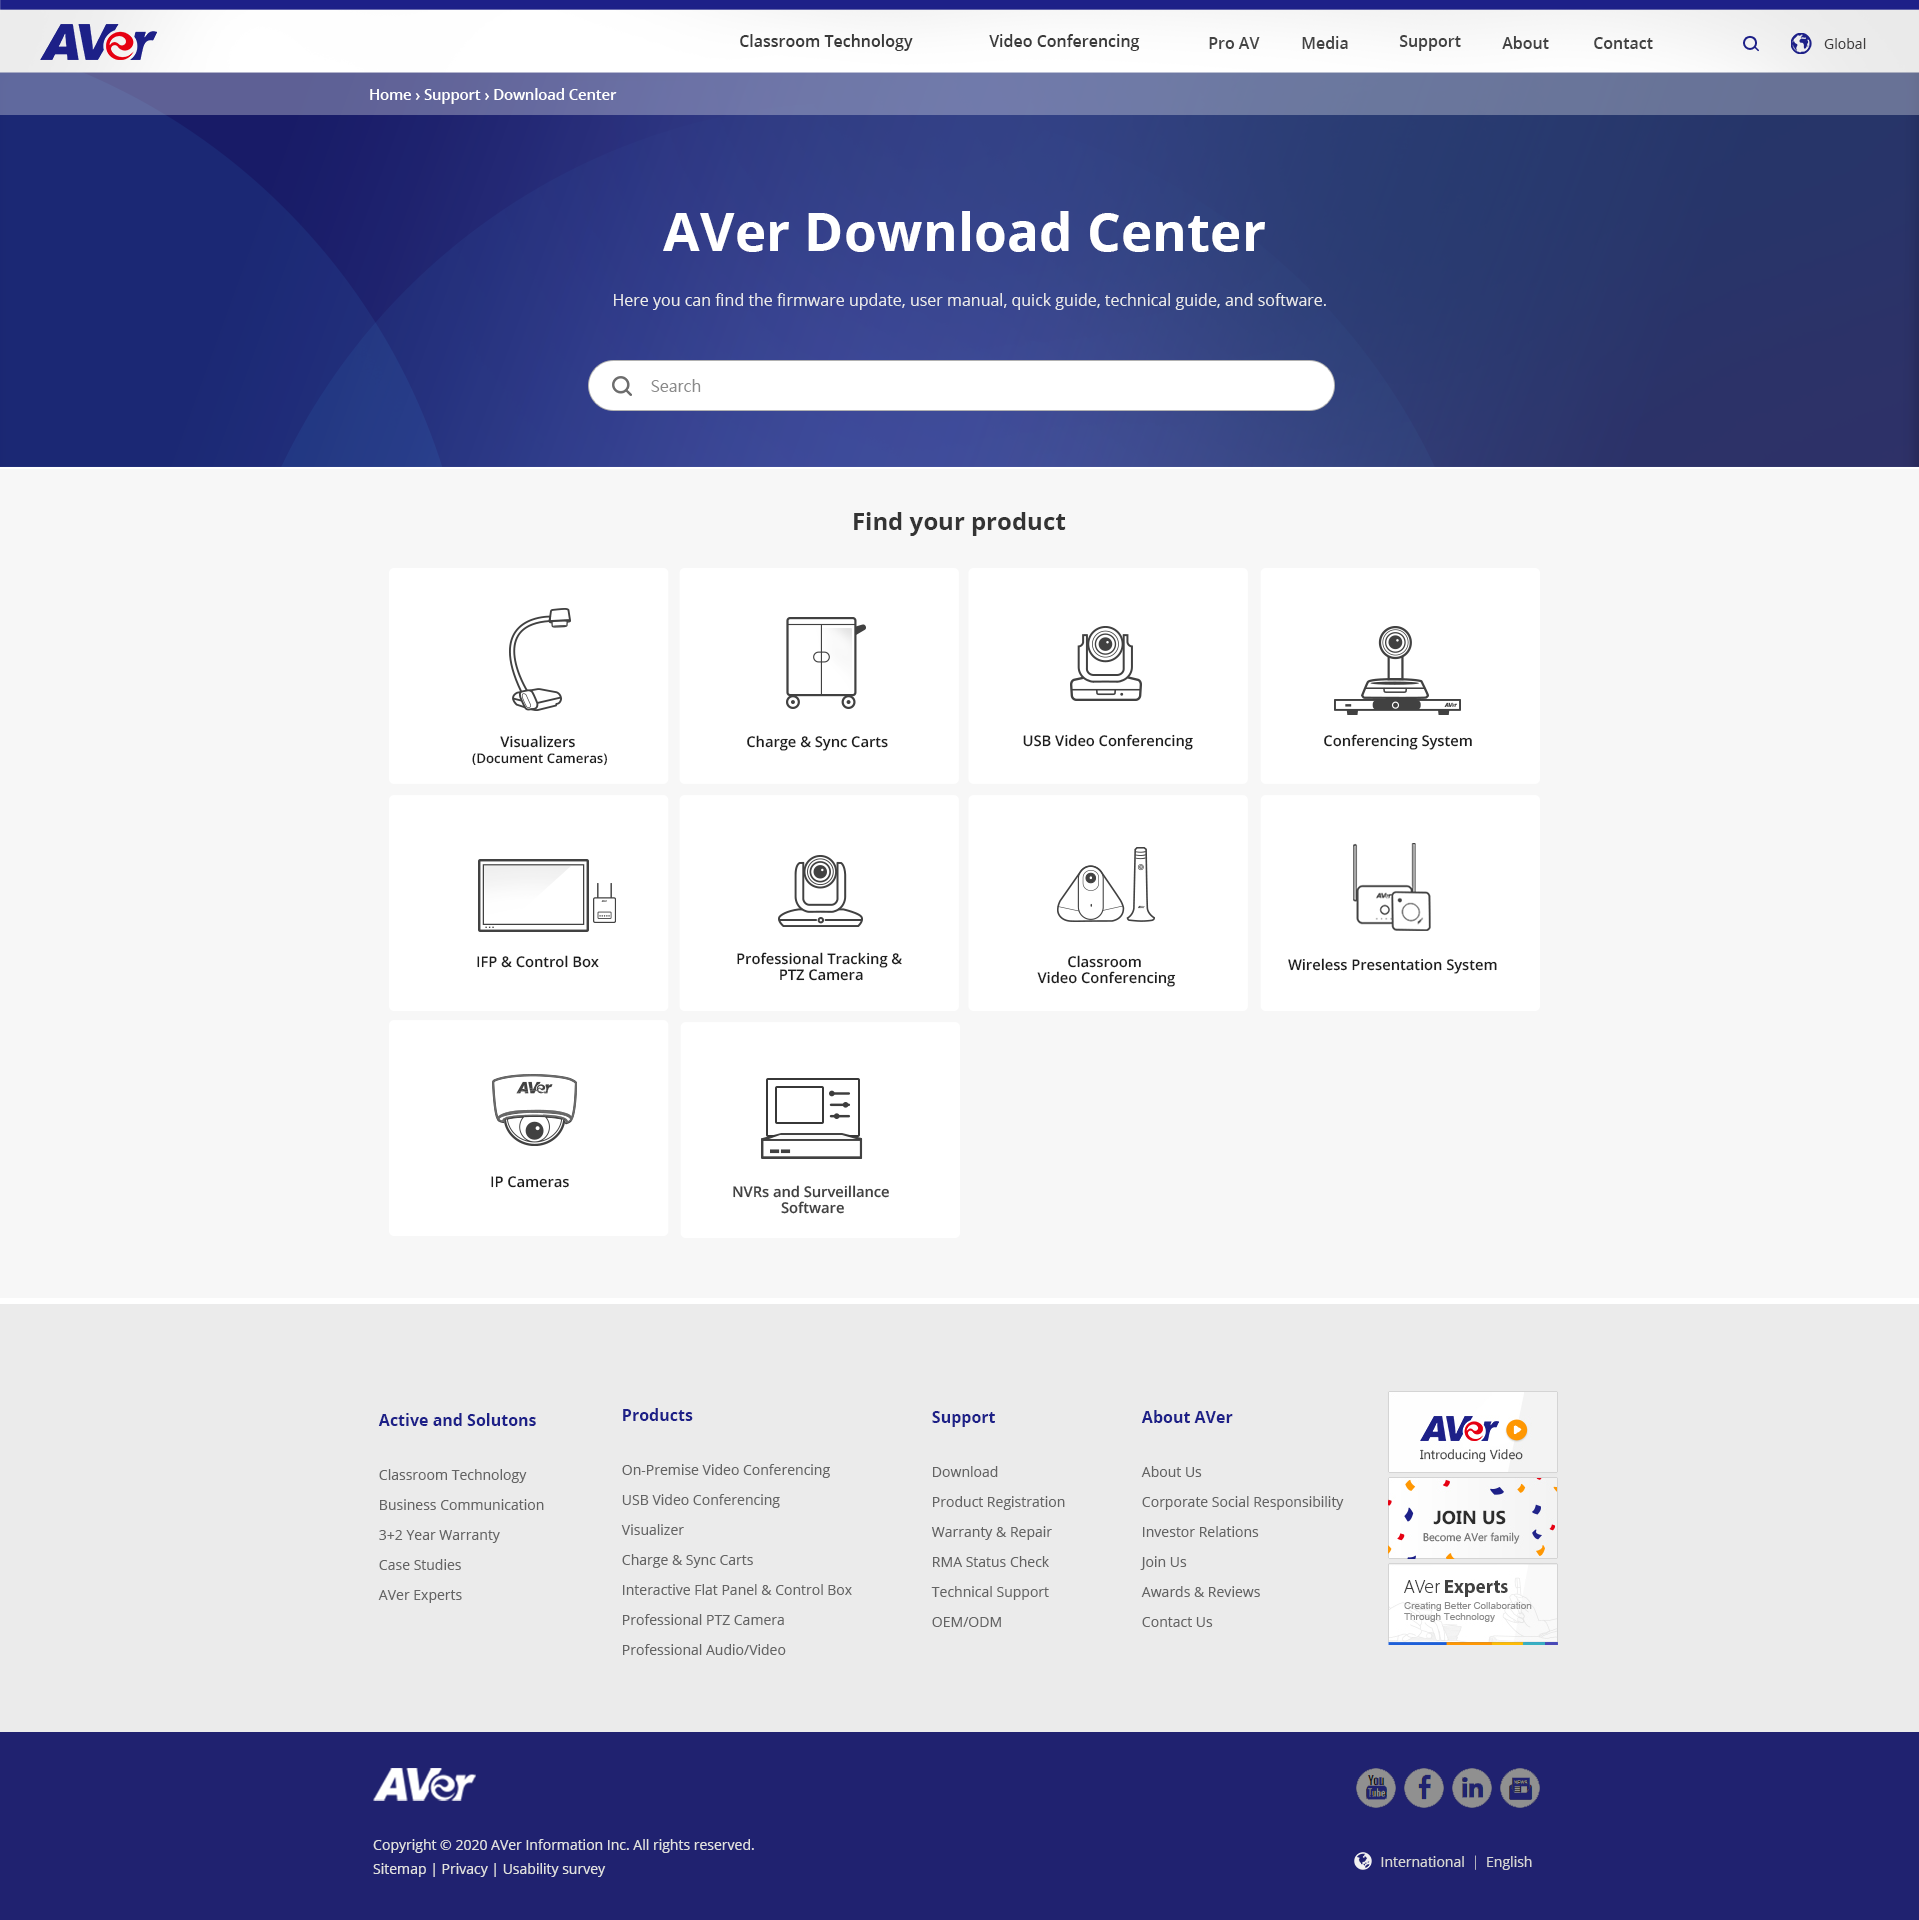 AVer
Classroom Technology
Video Conferencing
Pro AV
Media
Support
About
Contact
Global
Home › Support › Download Center
AVer Download Center
Here you can find the firmware update, user manual, quick guide, technical guide, and software.
Search
Find your product
Visualizers
(Document Cameras)
Charge & Sync Carts
USB Video Conferencing
AVer
Conferencing System
IFP & Control Box
Professional Tracking &
PTZ Camera
Classroom
Video Conferencing
AVer
Wireless Presentation System
AVer
IP Cameras
NVRs and Surveillance
Software
Active and Solutons
Classroom Technology
Business Communication
3+2 Year Warranty
Case Studies
AVer Experts
Products
On-Premise Video Conferencing
USB Video Conferencing
Visualizer
Charge & Sync Carts
Interactive Flat Panel & Control Box
Professional PTZ Camera
Professional Audio/Video
Support
Download
Product Registration
Warranty & Repair
RMA Status Check
Technical Support
OEM/ODM
About AVer
About Us
Corporate Social Responsibility
Investor Relations
Join Us
Awards & Reviews
Contact Us
AVer
Introducing Video
JOIN US
Become AVer family
AVer Experts
Creating Better Collaboration
Through Technology
AVer
Copyright © 2020 AVer Information Inc. All rights reserved.
Sitemap | Privacy | Usability survey
You
Tube
f
in
NEWS
International | English